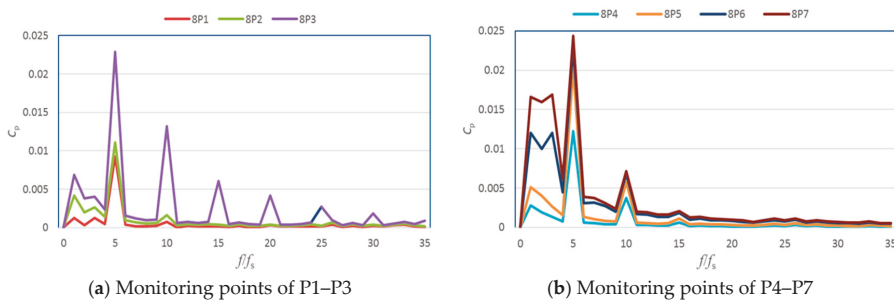 8P1 8P2 8P3
0.025
0.02
0.015
0.01
0.005
0
Cp
0 5 10 15 20 25 30 35
f/fs
(a) Monitoring points of P1–P3
8P4 8P5 8P6 8P7
0.025
0.02
0.015
0.01
0.005
0
Cp
0 5 10 15 20 25 30 35
f/fs
(b) Monitoring points of P4–P7